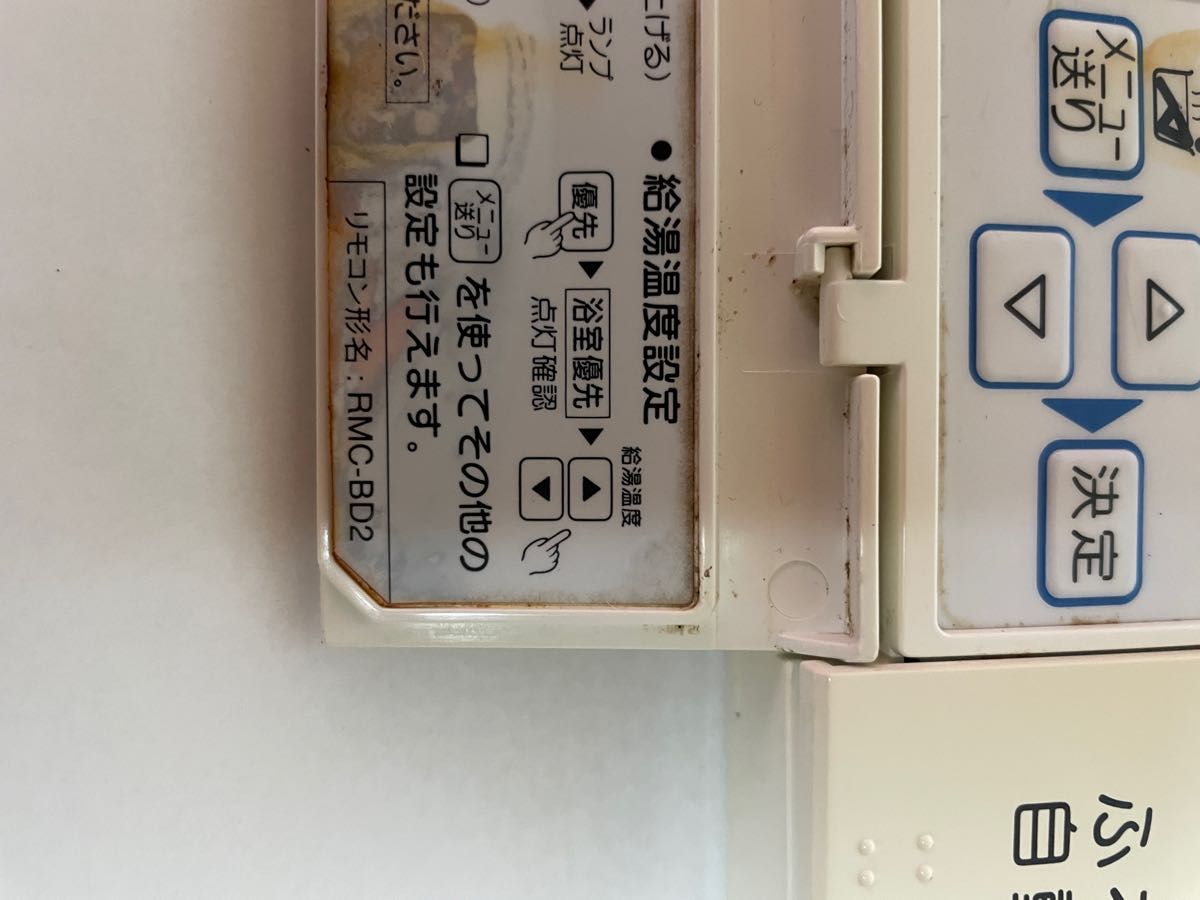 上げる）
ランプ
点灯
ださい。
●給湯温度設定
優先
浴室優先
点灯確認
給湯温度
メニュー
送り
を使ってその他の
設定も行えます。
リモコン形名：RMC-BD2
メニュー
送り
決定
ふ
自